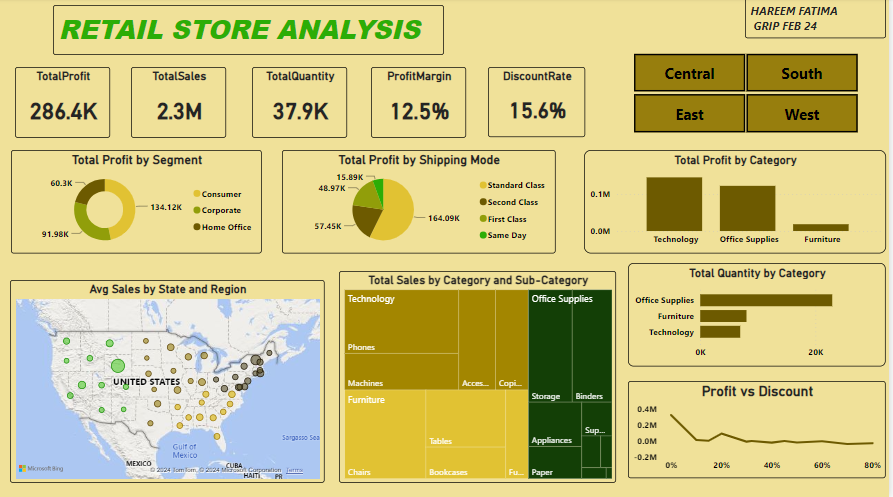 RETAIL STORE ANALYSIS
HAREEM FATIMA
GRIP FEB 24
TotalProfit
286.4K
TotalSales
2.3M
TotalQuantity
37.9K
ProfitMargin
12.5%
DiscountRate
15.6%
Central
South
East
West
Total Profit by Segment
60.3K
134.12K
91.98K
Consumer
Corporate
Home Office
Total Profit by Shipping Mode
15.89K
48.97K
57.45K
164.09K
Standard Class
Second Class
First Class
Same Day
Total Profit by Category
0.1M
0.0M
Technology
Office Supplies
Furniture
Avg Sales by State and Region
UNITED STATES
Gulf of
Mexico
Sargasso Sea
MEXICO
CUBA
HAITI
PR
Microsoft Bing
© 2024 TomTom, © 2024 Microsoft Corporation Terms
Total Sales by Category and Sub-Category
Technology
Phones
Machines
Acces...
Copi...
Furniture
Chairs
Tables
Bookcases
Fu...
Office Supplies
Storage
Binders
Appliances
Sup...
Paper
Total Quantity by Category
Office Supplies
Furniture
Technology
0K
20K
Profit vs Discount
0.4M
0.2M
0.0M
-0.2M
0%
20%
40%
60%
80%